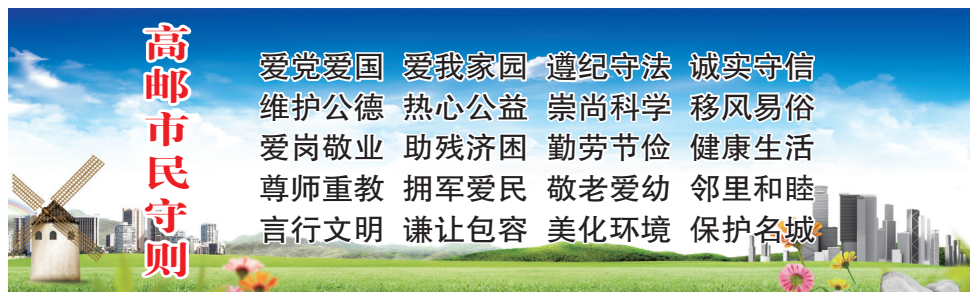 高邮市民守则
爱党爱国 爱我家园 遵纪守法 诚实守信
维护公德 热心公益 崇尚科学 移风易俗
爱岗敬业 助残济困 勤劳节俭 健康生活
尊师重教 拥军爱民 敬老爱幼 邻里和睦
言行文明 谦让包容 美化环境 保护名城